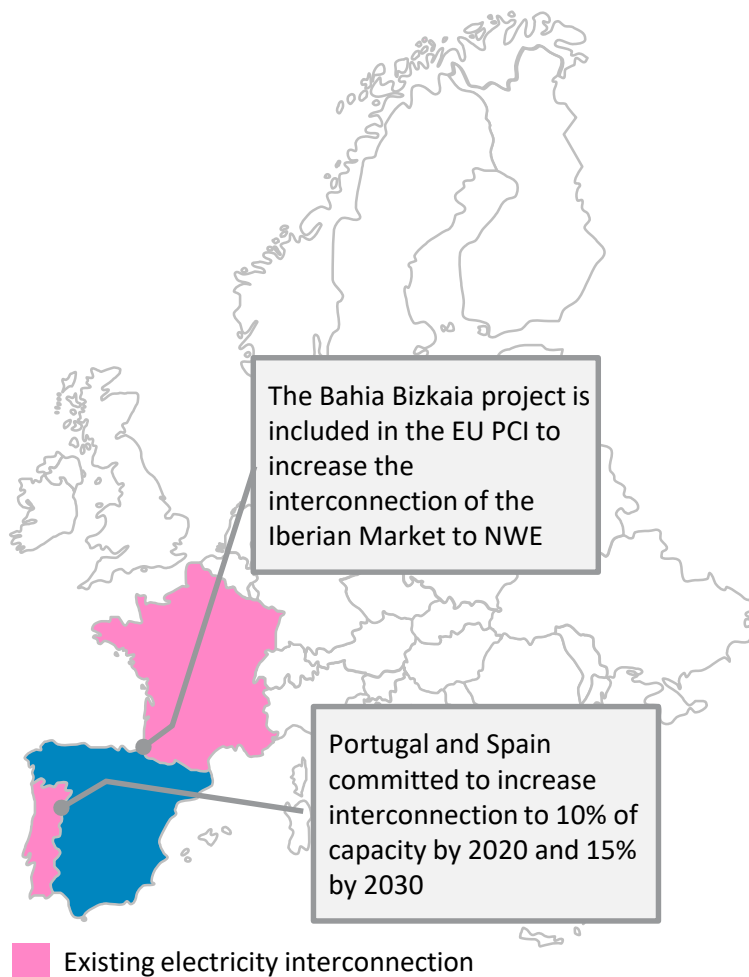 The Bahia Bizkaia project is
included in the EU PCI to
increase the
interconnection of the
Iberian Market to NWE
Portugal and Spain
committed to increase
interconnection to 10% of
capacity by 2020 and 15%
by 2030
Existing electricity interconnection